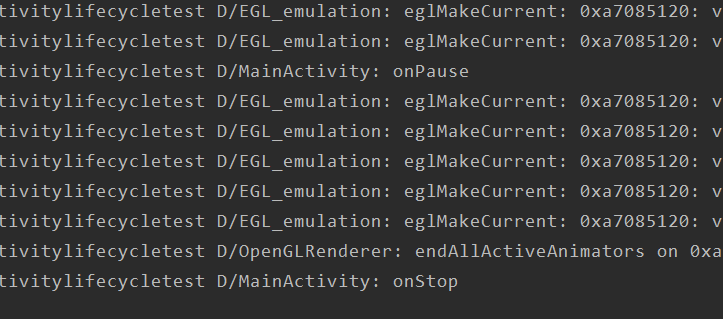 tivitylifecycletest D/EGL_emulation: eglMakeCurrent: 0xa7085120: v
tivitylifecycletest D/EGL_emulation: eglMakeCurrent: 0xa7085120: v
tivitylifecycletest D/MainActivity: onPause
tivitylifecycletest D/EGL_emulation: eglMakeCurrent: 0xa7085120: v
tivitylifecycletest D/EGL_emulation: eglMakeCurrent: 0xa7085120: v
tivitylifecycletest D/EGL_emulation: eglMakeCurrent: 0xa7085120: v
tivitylifecycletest D/EGL_emulation: eglMakeCurrent: 0xa7085120: v
tivitylifecycletest D/EGL_emulation: eglMakeCurrent: 0xa7085120: v
tivitylifecycletest D/OpenGLRenderer: endAllActiveAnimators on 0xa
tivitylifecycletest D/MainActivity: onStop